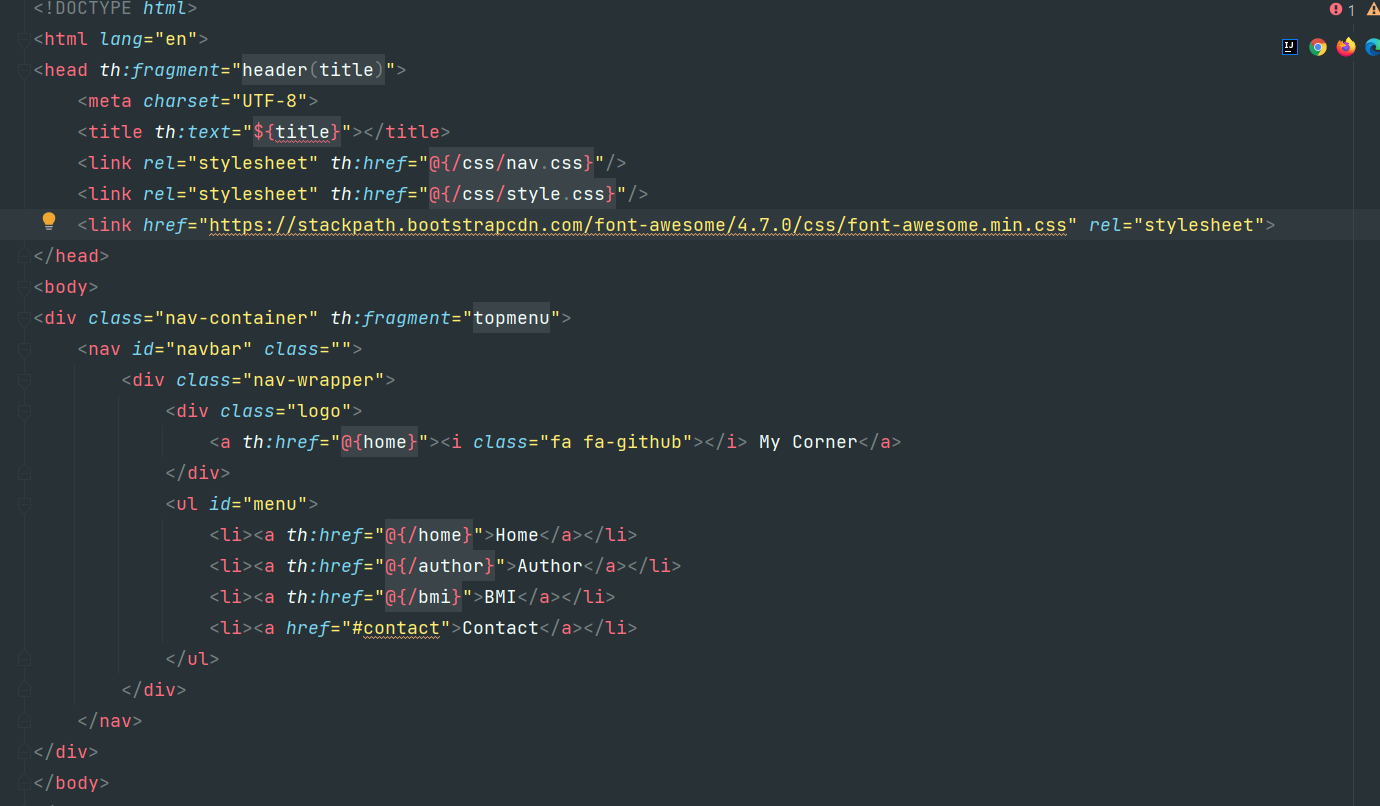 <!DOCTYPE html>
1
<html lang="en">
IJ
<head th:fragment="header(title)">
    <meta charset="UTF-8">
    <title th:text="${title}"></title>
    <link rel="stylesheet" th:href="@{/css/nav.css}"/>
    <link rel="stylesheet" th:href="@{/css/style.css}"/>
    <link href="https://stackpath.bootstrapcdn.com/font-awesome/4.7.0/css/font-awesome.min.css" rel="stylesheet">
</head>
<body>
<div class="nav-container" th:fragment="topmenu">
    <nav id="navbar" class="">
        <div class="nav-wrapper">
            <div class="logo">
                <a th:href="@{home}"><i class="fa fa-github"></i> My Corner</a>
            </div>
            <ul id="menu">
                <li><a th:href="@{/home}">Home</a></li>
                <li><a th:href="@{/author}">Author</a></li>
                <li><a th:href="@{/bmi}">BMI</a></li>
                <li><a href="#contact">Contact</a></li>
            </ul>
        </div>
    </nav>
</div>
</body>